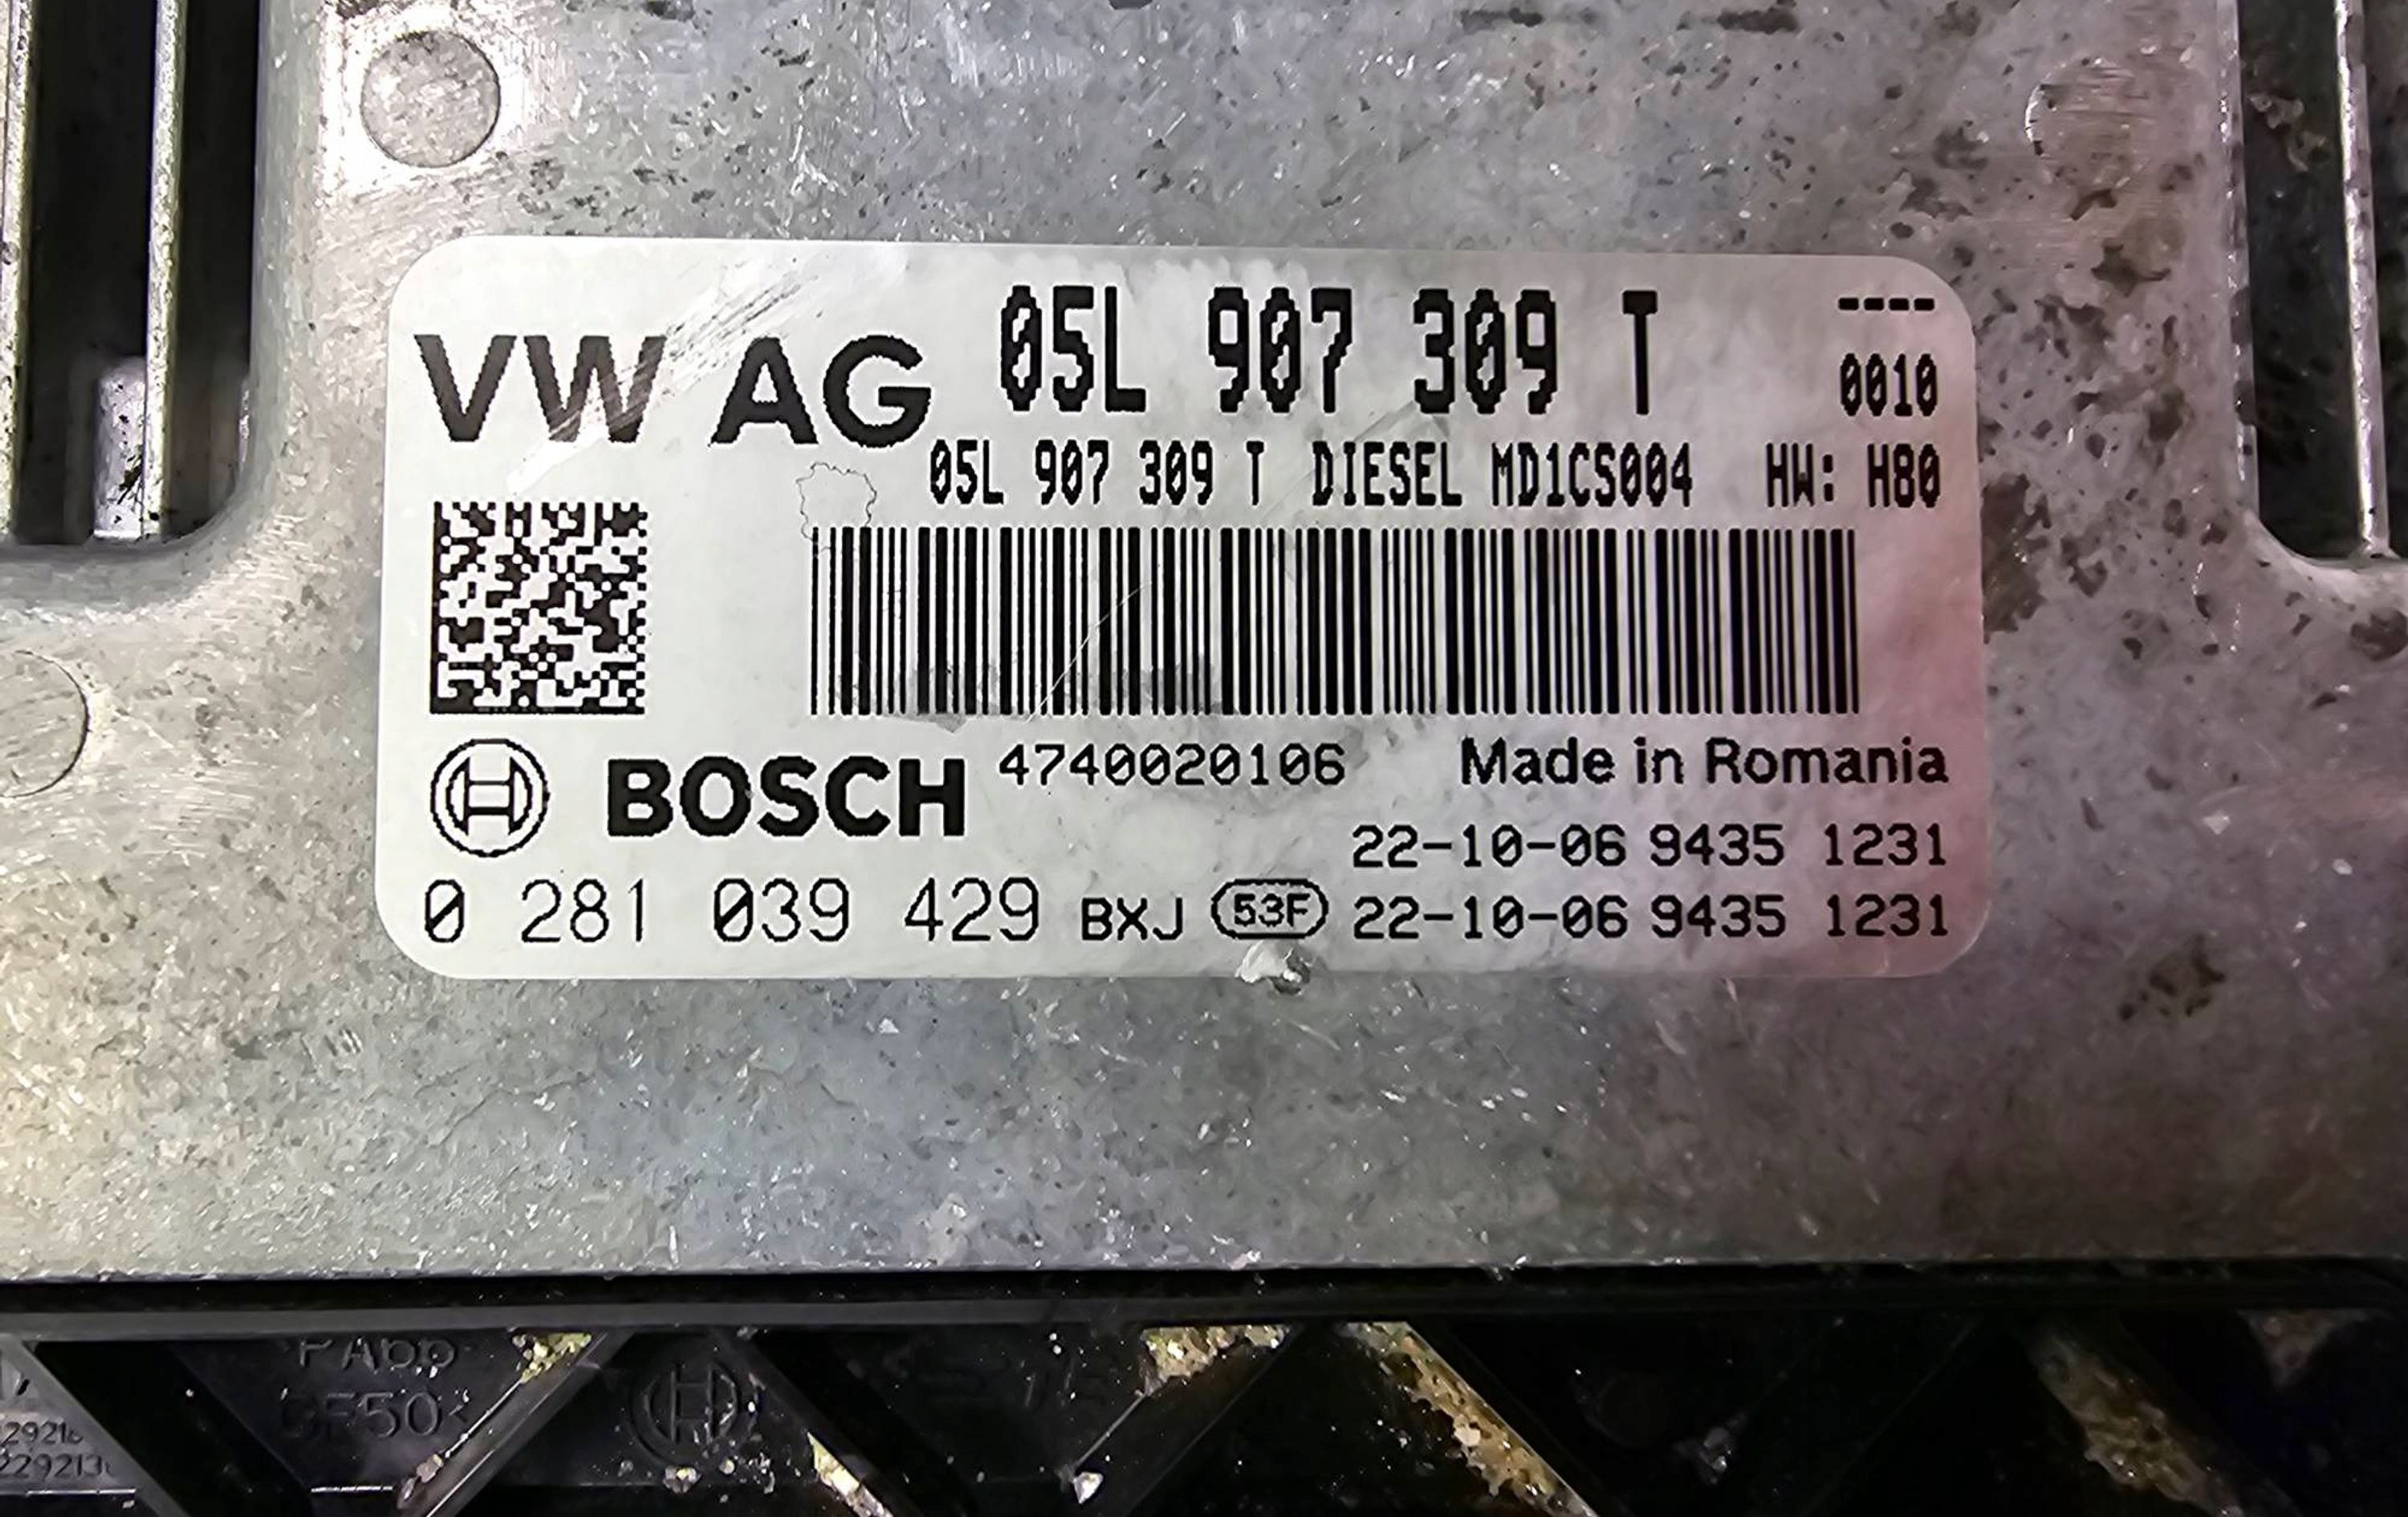 VW AG 05L 907 309 T ----
0010
05L 907 309 T DIESEL MD1CS004 HW: H80
BOSCH 4740020106 Made in Romania
22-10-06 9435 1231
0 281 039 429 BXJ 53F 22-10-06 9435 1231